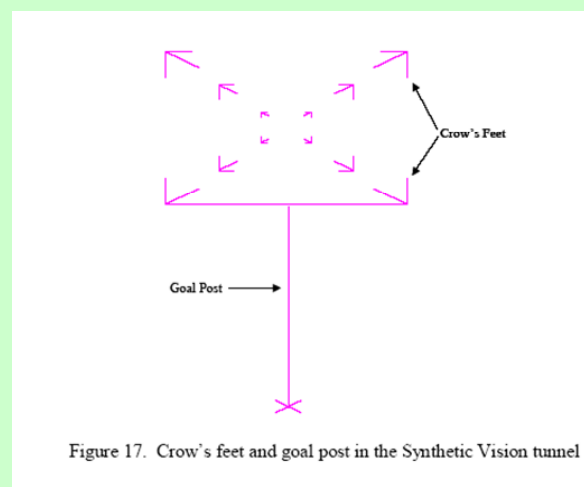 Crow's Feet
Goal Post
Figure 17. Crow's feet and goal post in the Synthetic Vision tunnel